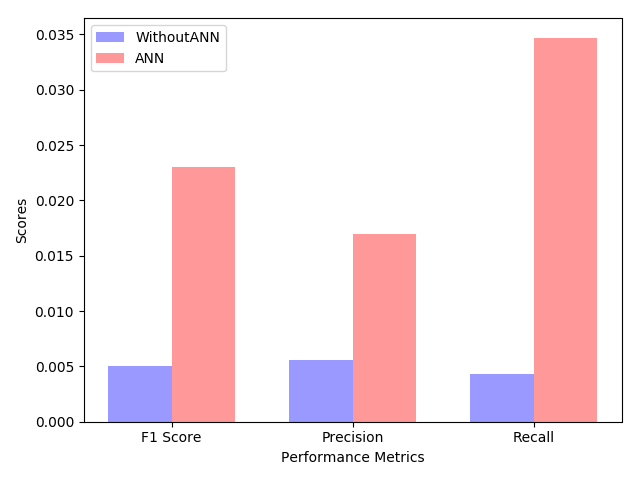 WithoutANN
ANN
Scores
0.035
0.030
0.025
0.020
0.015
0.010
0.005
0.000
F1 Score Precision Recall
Performance Metrics